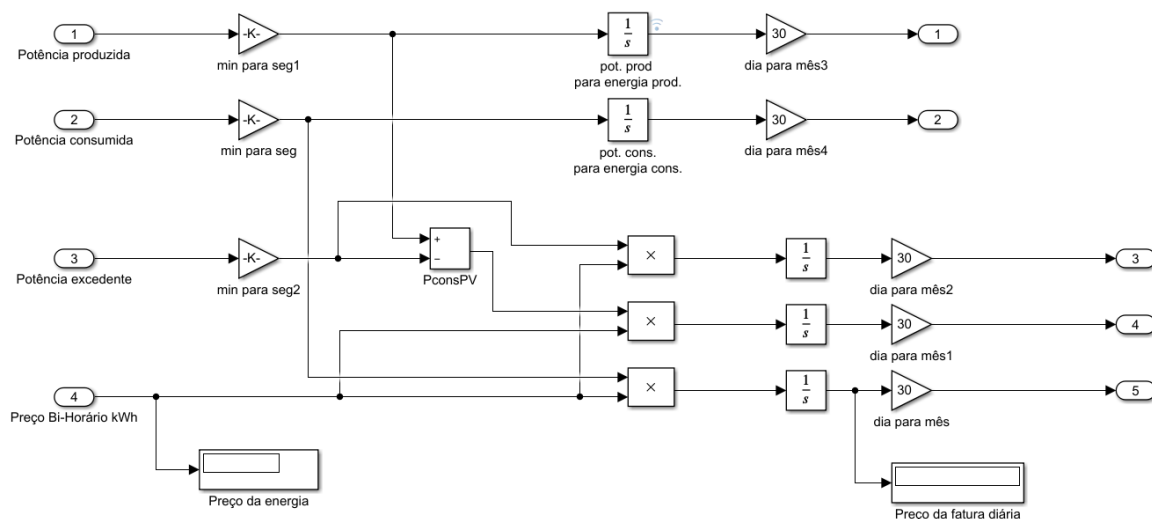 1
Potência produzida
-K-
min para seg1
1
s
pot. prod
para energia prod.
30
dia para mês3
1
2
Potência consumida
-K-
min para seg
1
s
pot. cons.
para energia cons.
30
dia para mês4
2
3
Potência excedente
-K-
min para seg2
+
−
PconsPV
×
1
s
30
dia para mês2
3
×
1
s
30
dia para mês1
4
4
Preço Bi-Horário kWh
×
1
s
30
dia para mês
5
Preço da energia
Preco da fatura diária